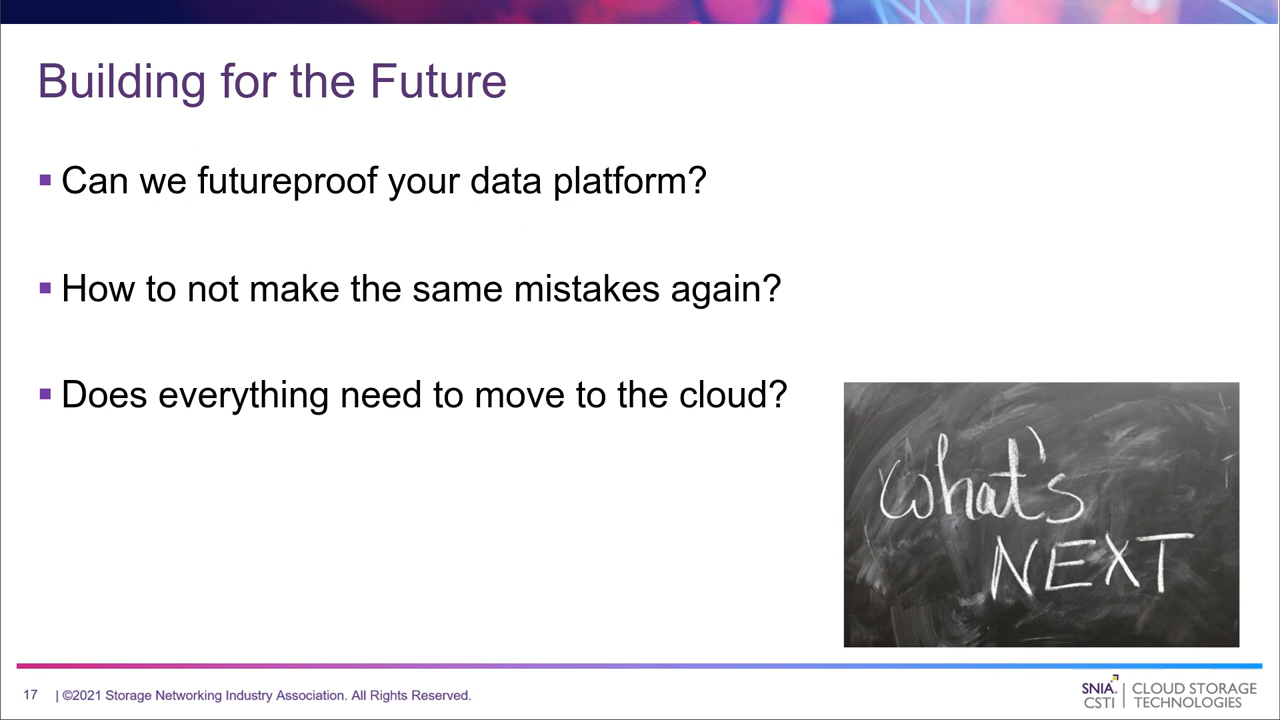 Building for the Future
▪ Can we futureproof your data platform?
▪ How to not make the same mistakes again?
▪ Does everything need to move to the cloud?
What's
NEXT
17 | ©2021 Storage Networking Industry Association. All Rights Reserved.
SNIA. | CLOUD STORAGE
CSTI | TECHNOLOGIES